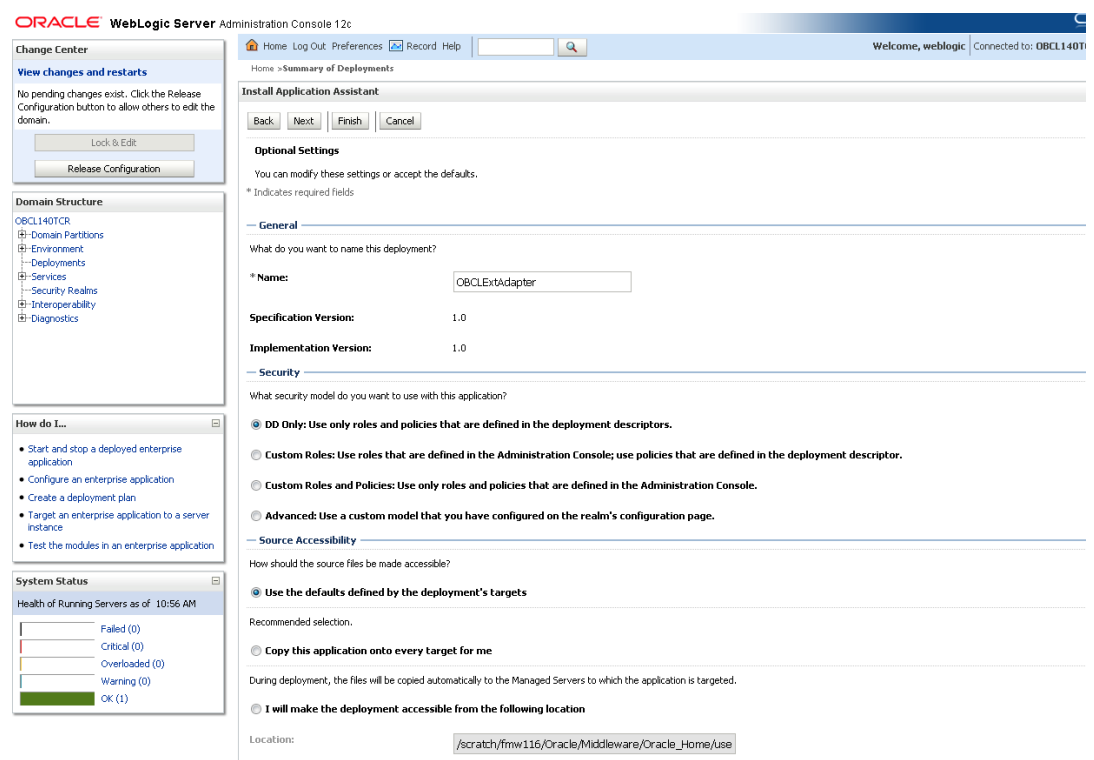 ORACLE WebLogic Server Administration Console 12c
Change Center
View changes and restarts
No pending changes exist. Click the Release
Configuration button to allow others to edit the
domain.
Lock & Edit
Release Configuration
Domain Structure
OBCL140TCR
Domain Partitions
Environment
Deployments
Services
Security Realms
Interoperability
Diagnostics
How do I...
Start and stop a deployed enterprise
application
Configure an enterprise application
Create a deployment plan
Target an enterprise application to a server
instance
Test the modules in an enterprise application
System Status
Health of Running Servers as of 10:56 AM
Failed (0)
Critical (0)
Overloaded (0)
Warning (0)
OK (1)
Home Log Out Preferences Record Help
Welcome, weblogic Connected to: OBCL140T
Home >Summary of Deployments
Install Application Assistant
Back Next Finish Cancel
Optional Settings
You can modify these settings or accept the defaults.
* Indicates required fields
General
What do you want to name this deployment?
* Name: OBCLExtAdapter
Specification Version: 1.0
Implementation Version: 1.0
Security
What security model do you want to use with this application?
DD Only: Use only roles and policies that are defined in the deployment descriptors.
Custom Roles: Use roles that are defined in the Administration Console; use policies that are defined in the deployment descriptor.
Custom Roles and Policies: Use only roles and policies that are defined in the Administration Console.
Advanced: Use a custom model that you have configured on the realm's configuration page.
Source Accessibility
How should the source files be made accessible?
Use the defaults defined by the deployment's targets
Recommended selection.
Copy this application onto every target for me
During deployment, the files will be copied automatically to the Managed Servers to which the application is targeted.
I will make the deployment accessible from the following location
Location: /scratch/fmw116/Oracle/Middleware/Oracle_Home/use